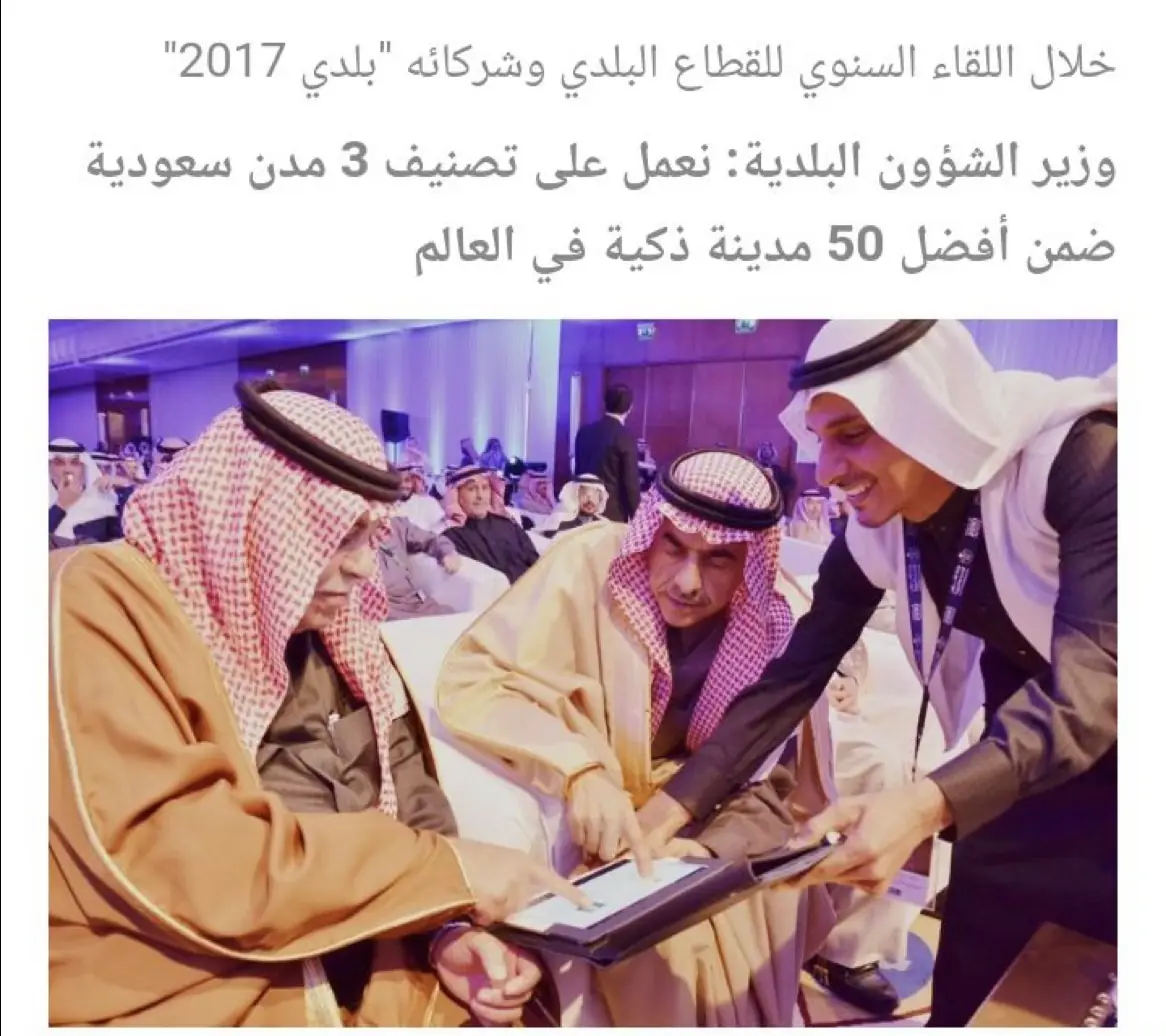 خلال اللقاء السنوي للقطاع البلدي وشركائه "بلدي 2017"
وزير الشؤون البلدية: نعمل على تصنيف 3 مدن سعودية
ضمن أفضل 50 مدينة ذكية في العالم